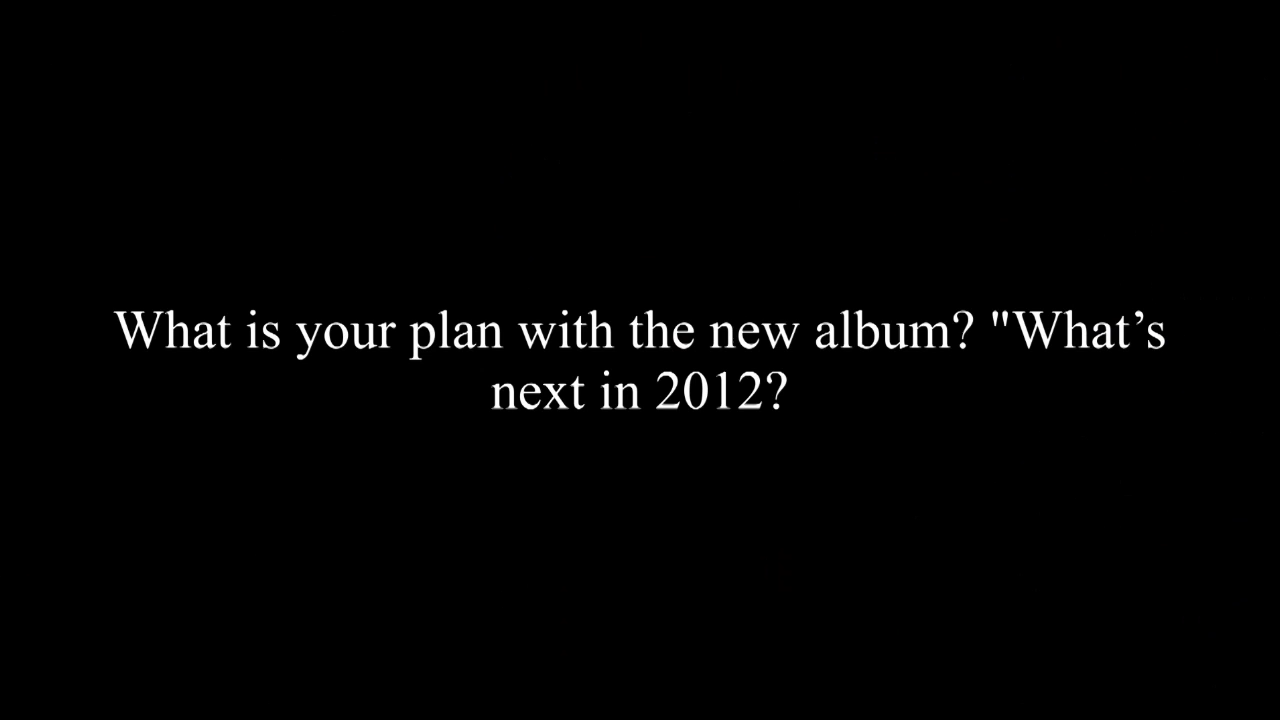 What is your plan with the new album? "What’s
next in 2012?